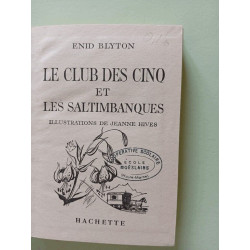 ENID BLYTON
LE CLUB DES CINQ
ET
LES SALTIMBANQUES
ILLUSTRATIONS DE JEANNE HIVES
ÉCOLE
HACHETTE